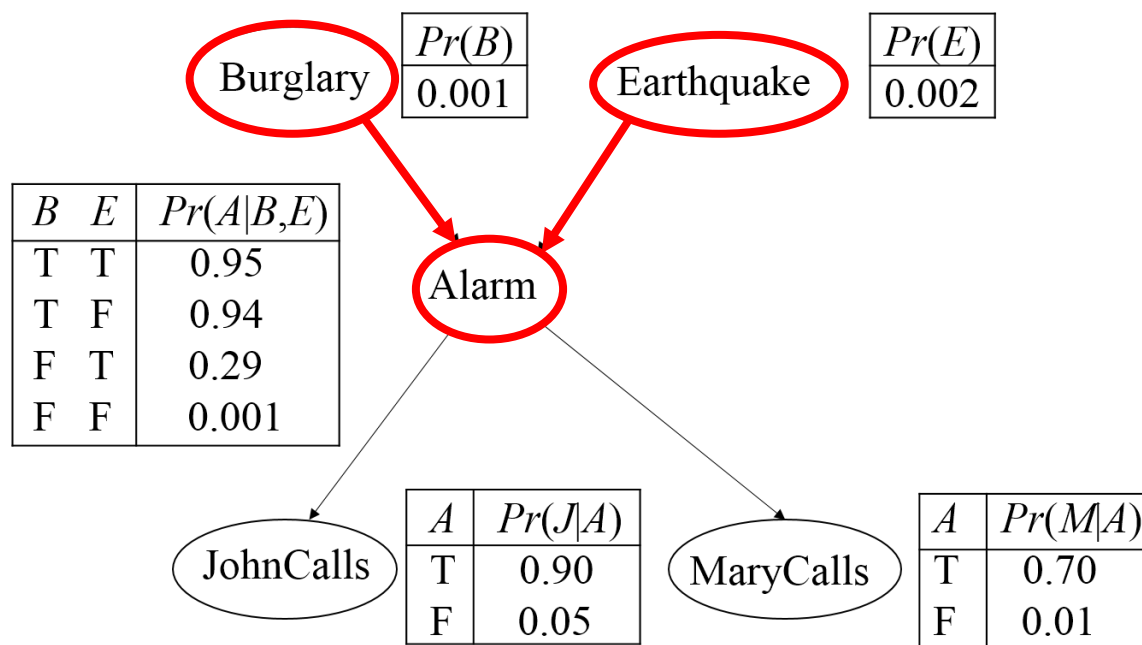 Burglary
Pr(B)
0.001
Earthquake
Pr(E)
0.002
B E Pr(A|B,E)
T T 0.95
T F 0.94
F T 0.29
F F 0.001
Alarm
JohnCalls
A Pr(J|A)
T 0.90
F 0.05
MaryCalls
A Pr(M|A)
T 0.70
F 0.01